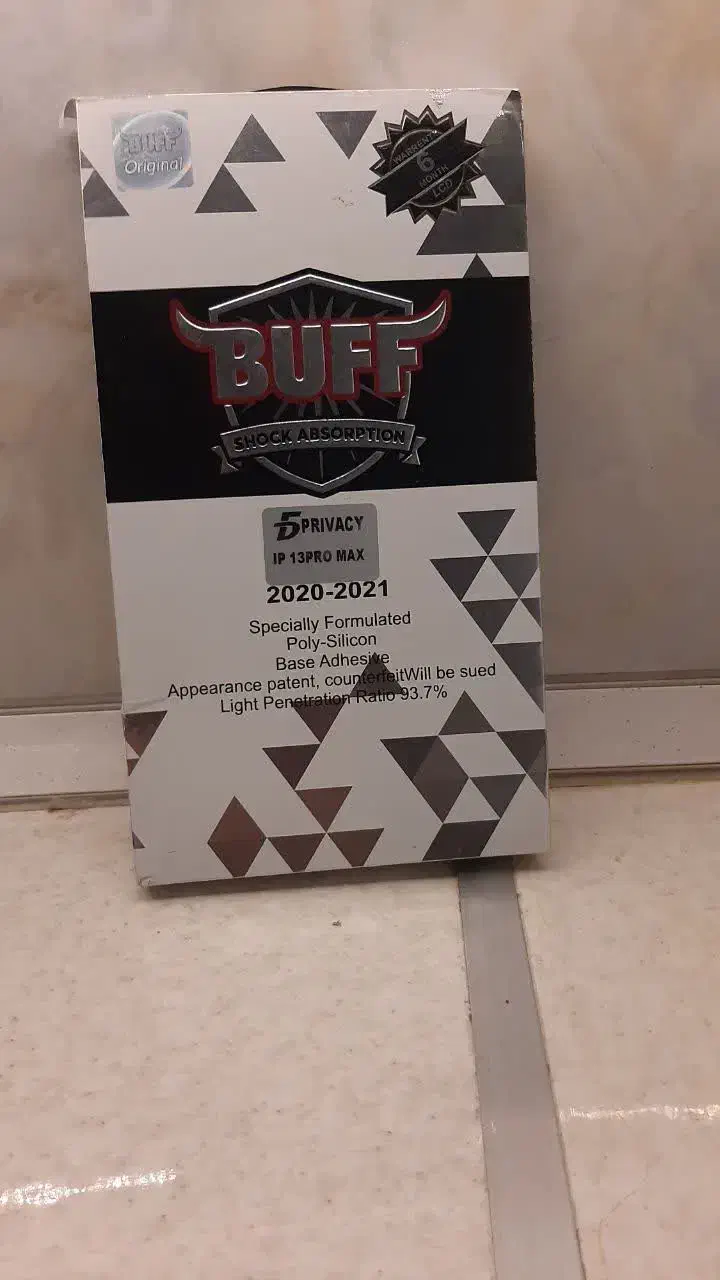 BUFF
Original
WARRENTY
6
MONTH
LCD
BUFF
SHOCK ABSORPTION
5D PRIVACY
IP 13PRO MAX
2020-2021
Specially Formulated
Poly-Silicon
Base Adhesive
Appearance patent, counterfeitWill be sued
Light Penetration Ratio 93.7%